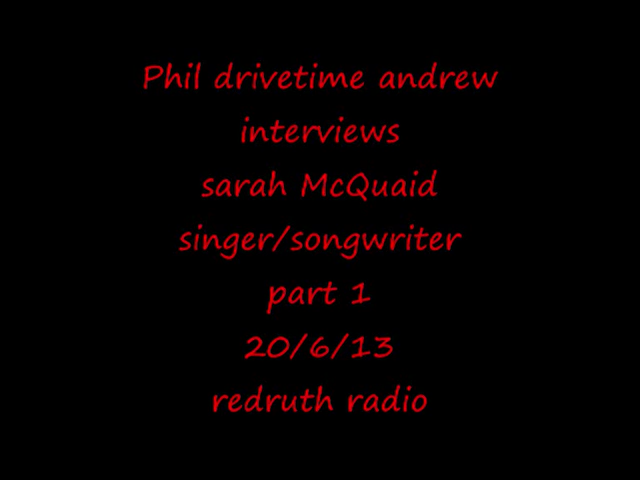 Phil drivetime andrew
interviews
sarah McQuaid
singer/songwriter
part 1
20/6/13
redruth radio